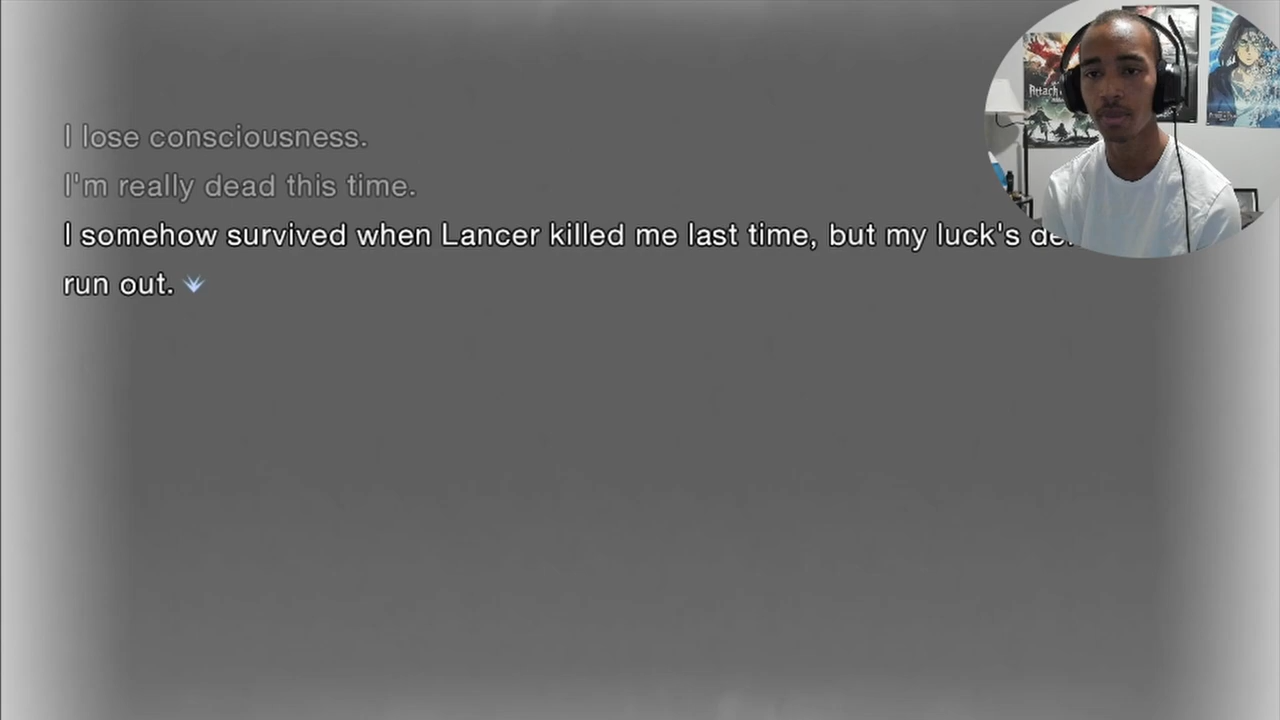 I lose consciousness.
I'm really dead this time.
I somehow survived when Lancer killed me last time, but my luck's
run out.
Attack